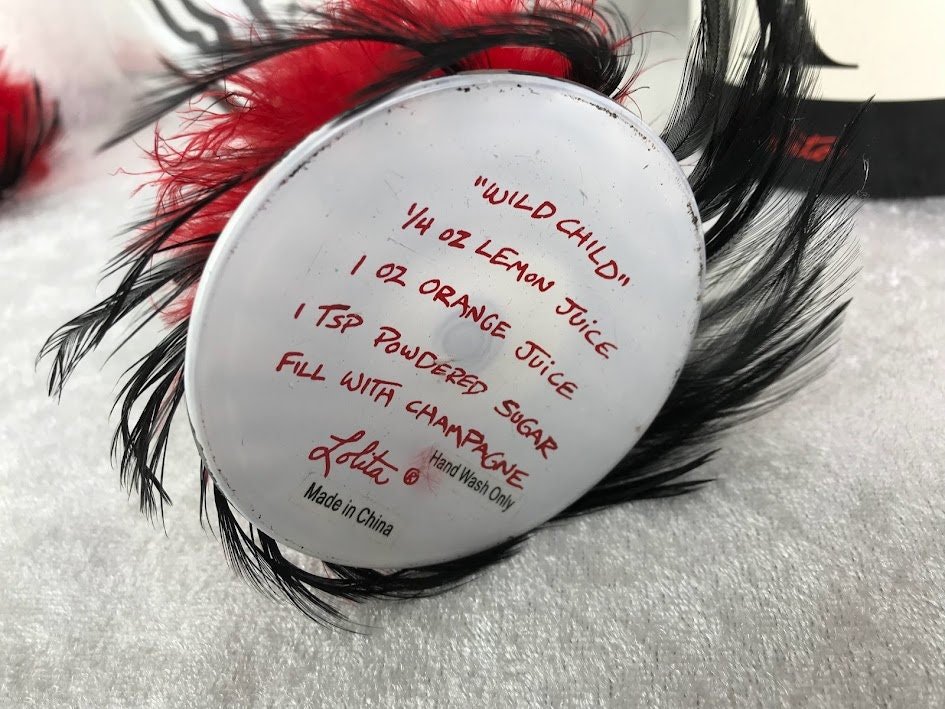 "WILD CHILD"
1/4 OZ LEMON JUICE
1 OZ ORANGE JUICE
1 TSP POWDERED SUGAR
FILL WITH CHAMPAGNE
Lolita ®
Hand Wash Only
Made in China